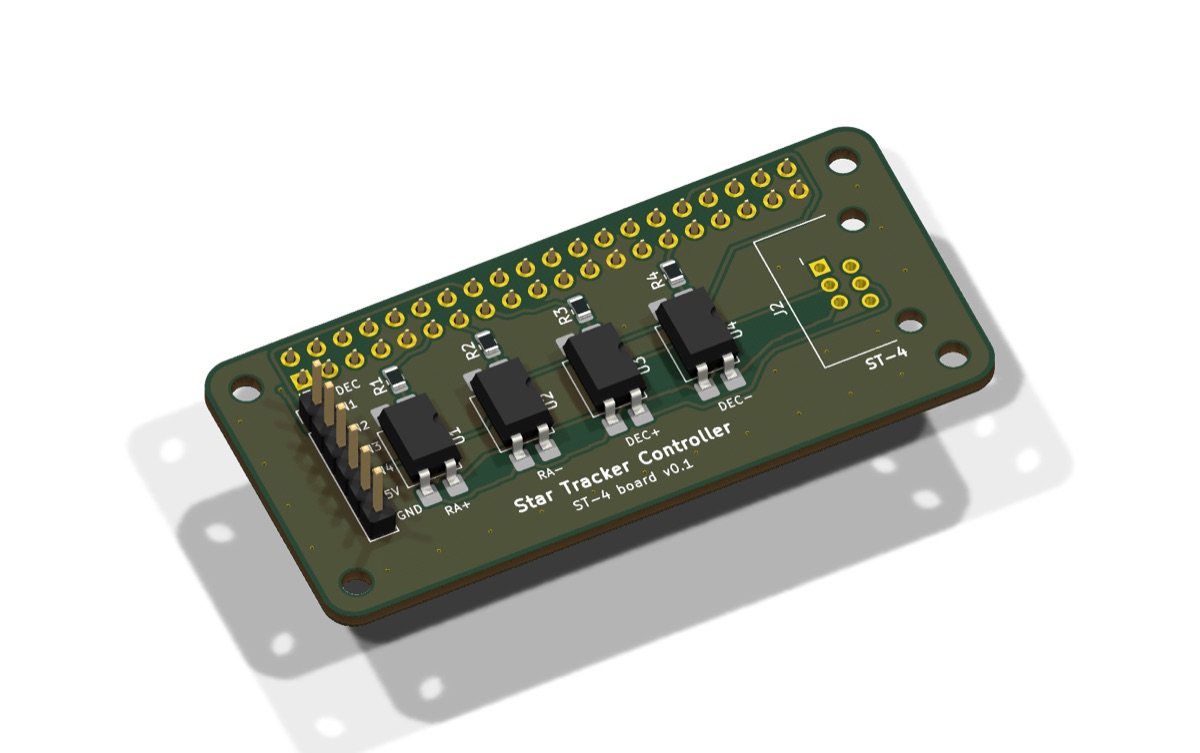 R4
R3
R2
R1
DEC
U4
U3
U2
U1
J2
ST-4
5V
GND
RA+
RA-
DEC+
DEC-
Star Tracker Controller
ST-4 board v0.1